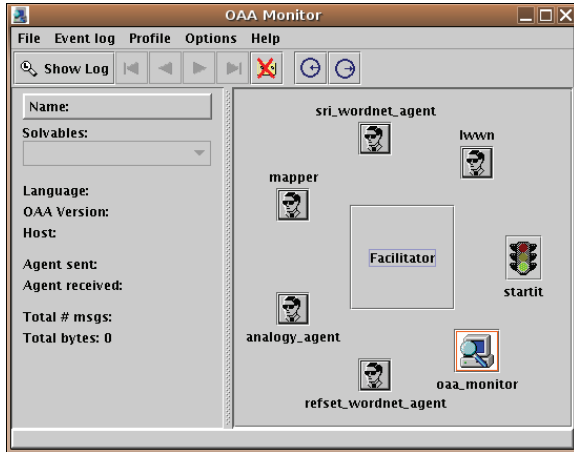 OAA Monitor
File Event log Profile Options Help
Show Log
Name:
Solvables:
Language:
OAA Version:
Host:
Agent sent:
Agent received:
Total # msgs:
Total bytes: 0
sri_wordnet_agent
lwwn
mapper
Facilitator
startit
analogy_agent
oaa_monitor
refset_wordnet_agent